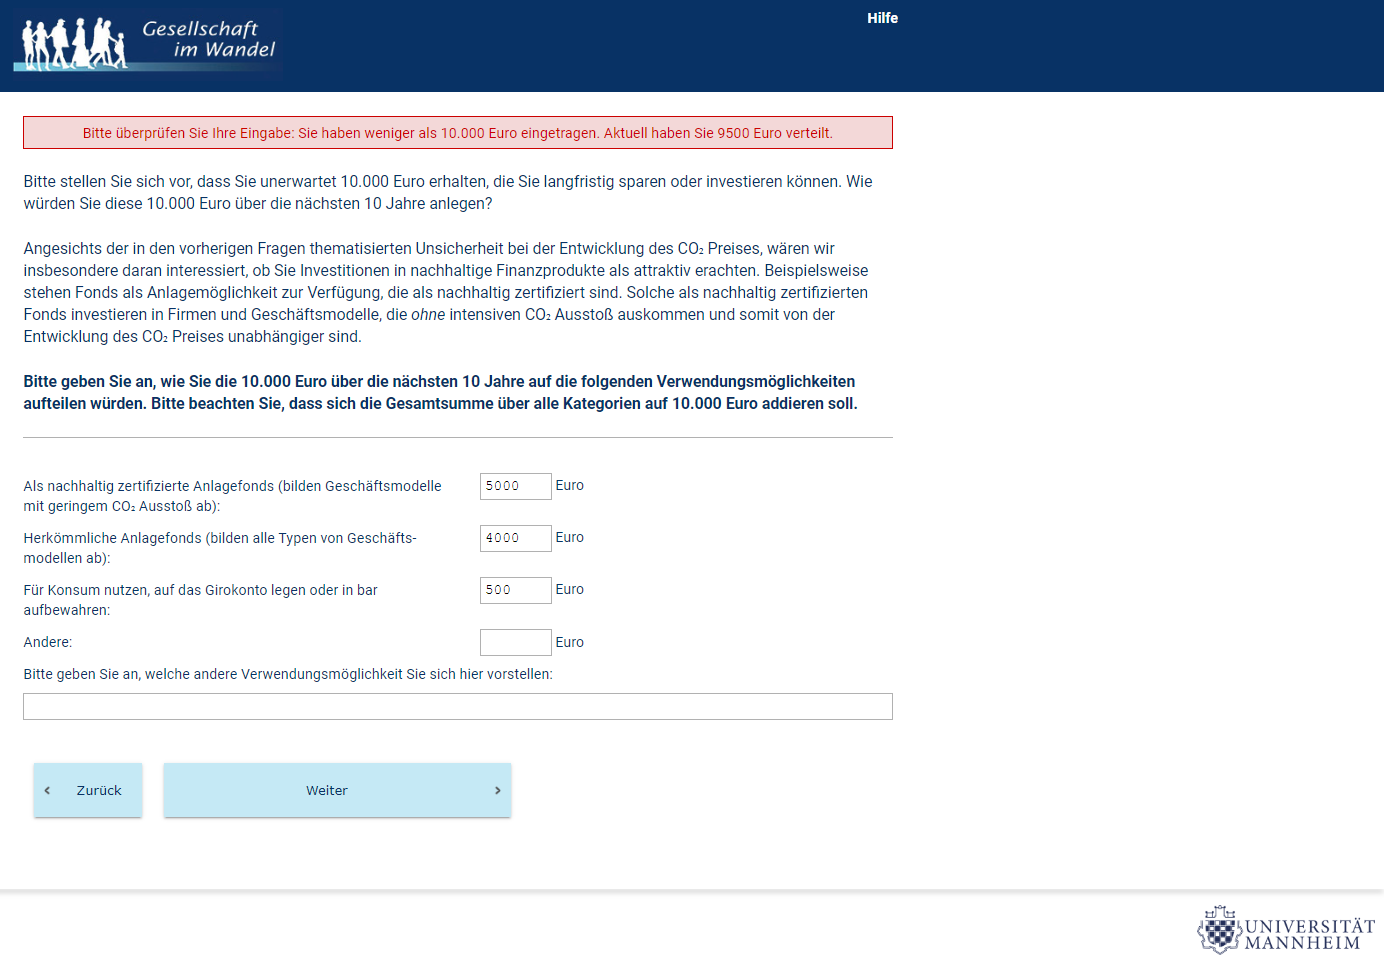 Gesellschaft
im Wandel
Hilfe
Bitte überprüfen Sie Ihre Eingabe: Sie haben weniger als 10.000 Euro eingetragen. Aktuell haben Sie 9500 Euro verteilt.
Bitte stellen Sie sich vor, dass Sie unerwartet 10.000 Euro erhalten, die Sie langfristig sparen oder investieren können. Wie
würden Sie diese 10.000 Euro über die nächsten 10 Jahre anlegen?
Angesichts der in den vorherigen Fragen thematisierten Unsicherheit bei der Entwicklung des CO₂ Preises, wären wir
insbesondere daran interessiert, ob Sie Investitionen in nachhaltige Finanzprodukte als attraktiv erachten. Beispielsweise
stehen Fonds als Anlagemöglichkeit zur Verfügung, die als nachhaltig zertifiziert sind. Solche als nachhaltig zertifizierten
Fonds investieren in Firmen und Geschäftsmodelle, die ohne intensiven CO₂ Ausstoß auskommen und somit von der
Entwicklung des CO₂ Preises unabhängiger sind.
Bitte geben Sie an, wie Sie die 10.000 Euro über die nächsten 10 Jahre auf die folgenden Verwendungsmöglichkeiten
aufteilen würden. Bitte beachten Sie, dass sich die Gesamtsumme über alle Kategorien auf 10.000 Euro addieren soll.
Als nachhaltig zertifizierte Anlagefonds (bilden Geschäftsmodelle
mit geringem CO₂ Ausstoß ab):
5000 Euro
Herkömmliche Anlagefonds (bilden alle Typen von Geschäfts-
modellen ab):
4000 Euro
Für Konsum nutzen, auf das Girokonto legen oder in bar
aufbewahren:
500 Euro
Andere:
Euro
Bitte geben Sie an, welche andere Verwendungsmöglichkeit Sie sich hier vorstellen:
‹ Zurück
Weiter ›
UNIVERSITÄT
MANNHEIM